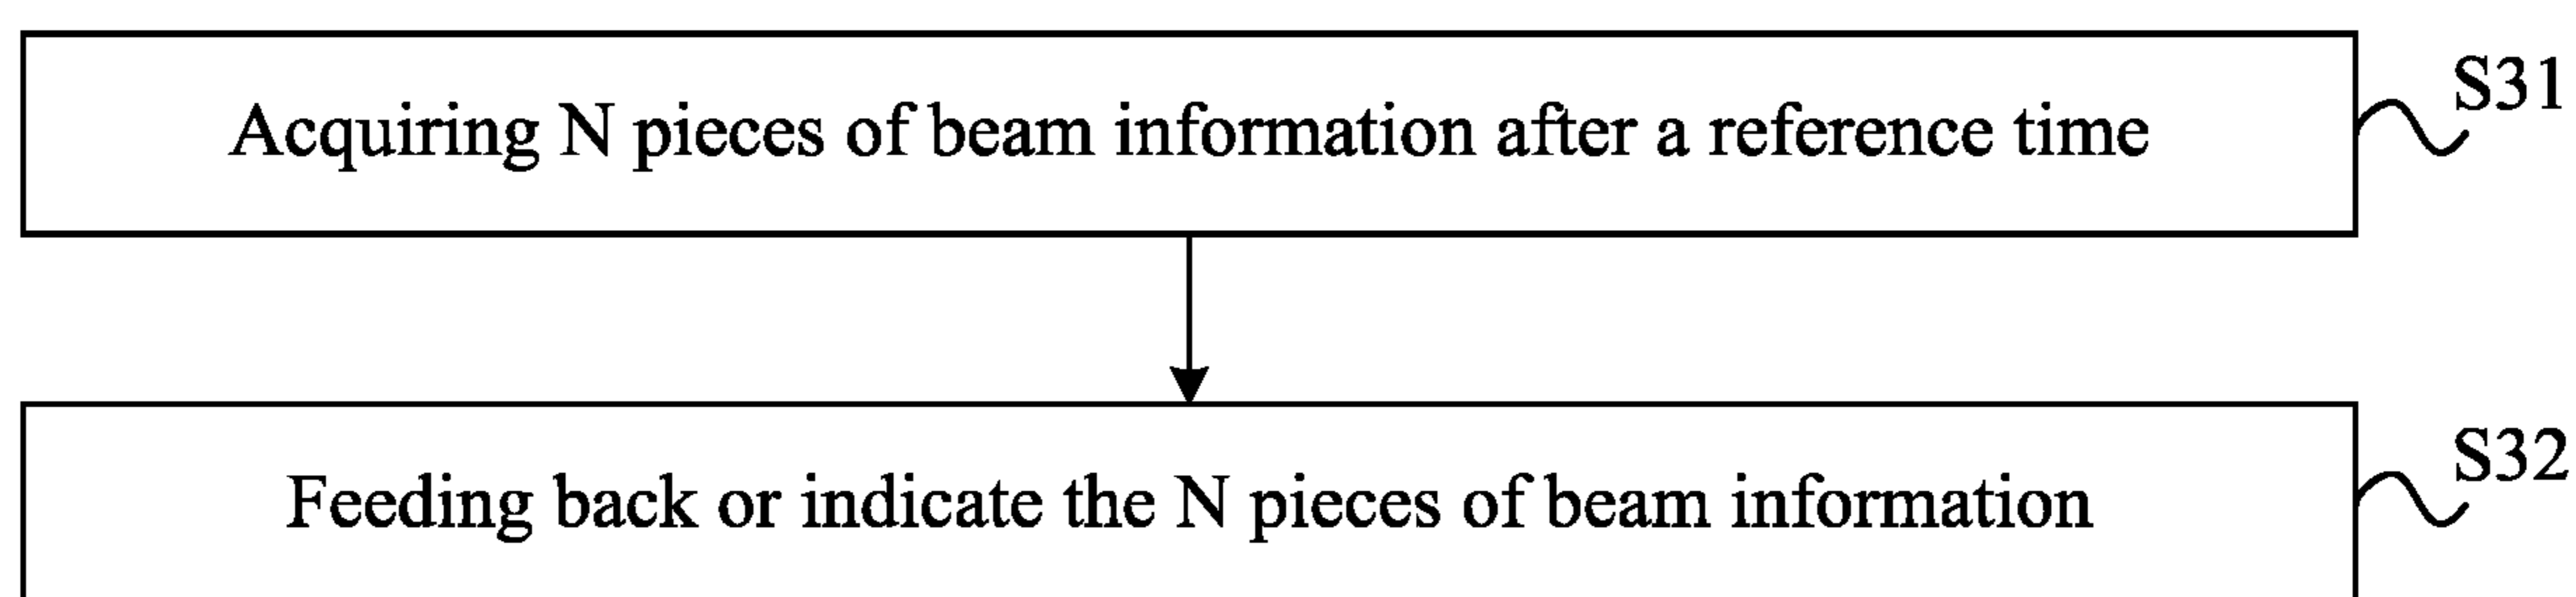 Acquiring N pieces of beam information after a reference time
S31
Feeding back or indicate the N pieces of beam information
S32